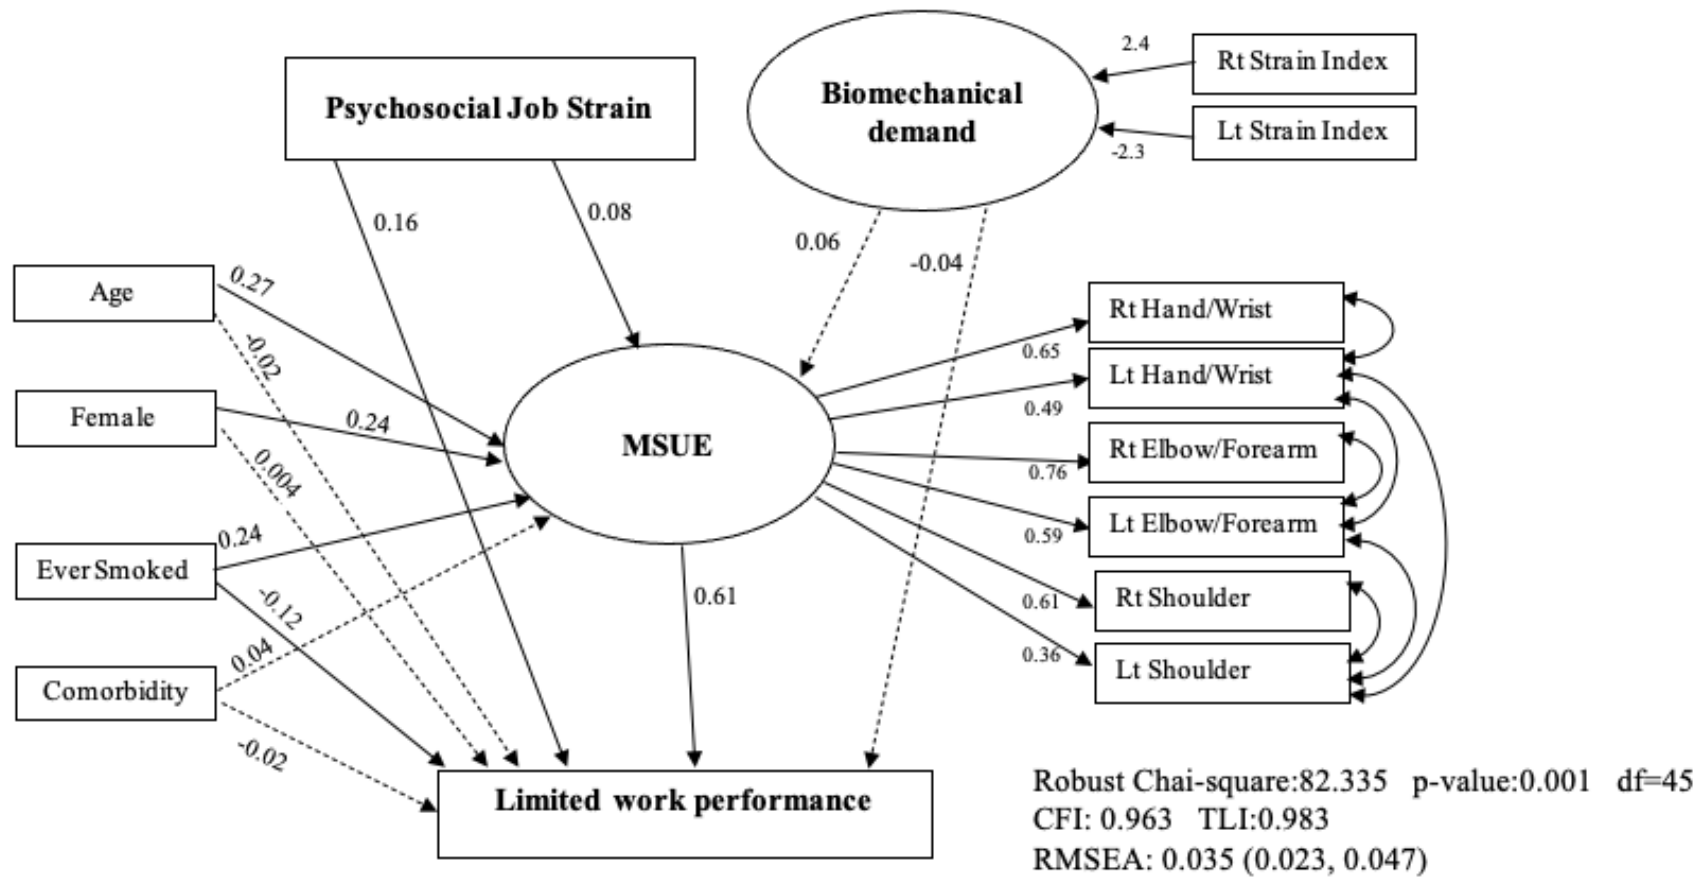 Psychosocial Job Strain
Biomechanical
demand
2.4
Rt Strain Index
Lt Strain Index
-2.3
0.16
0.08
0.06
-0.04
Age
0.27
-0.02
Female
0.24
0.004
Ever Smoked
0.24
-0.12
Comorbidity
0.04
-0.02
MSUE
0.61
Rt Hand/Wrist
0.65
Lt Hand/Wrist
0.49
Rt Elbow/Forearm
0.76
Lt Elbow/Forearm
0.59
Rt Shoulder
0.61
Lt Shoulder
0.36
Limited work performance
Robust Chai-square:82.335 p-value:0.001 df=45
CFI: 0.963 TLI:0.983
RMSEA: 0.035 (0.023, 0.047)